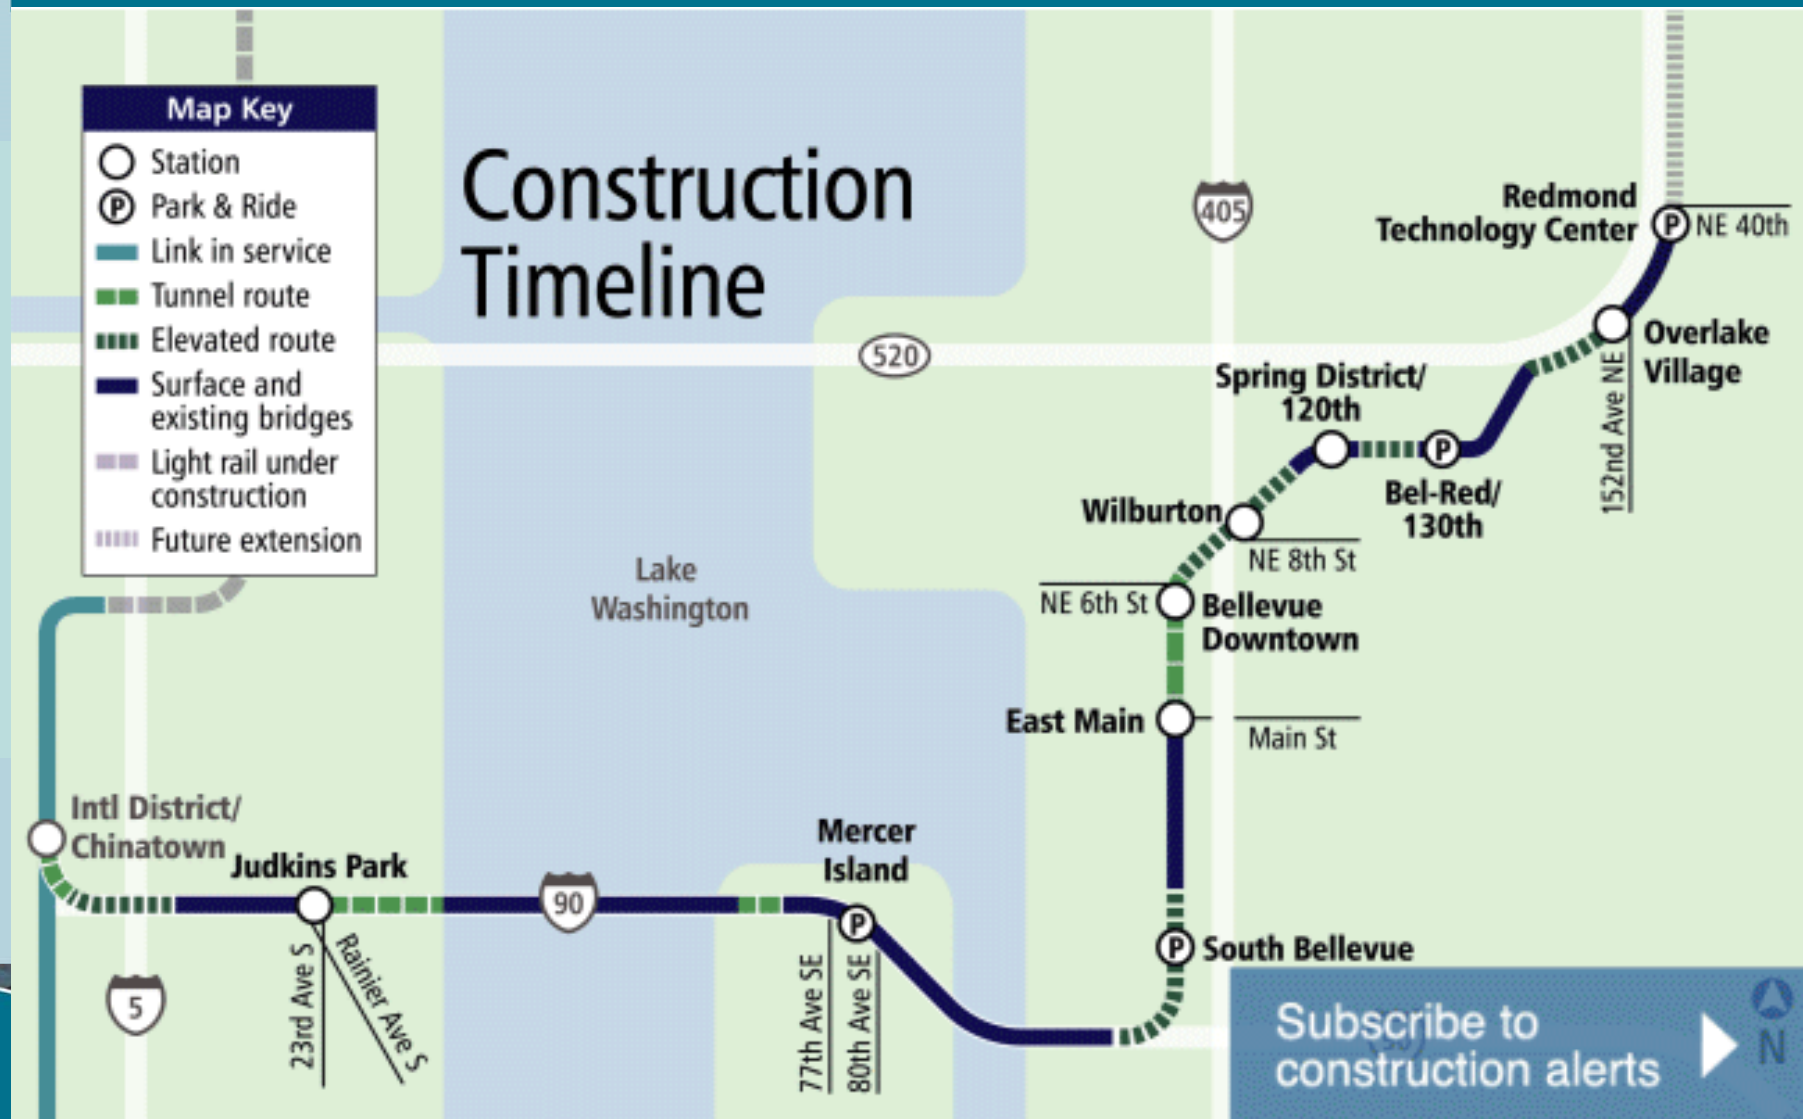 Map Key
Station
P
Park & Ride
Link in service
Tunnel route
Elevated route
Surface and
existing bridges
Light rail under
construction
Future extension
Construction
Timeline
405
520
Redmond
Technology Center
P
NE 40th
Overlake
Village
152nd Ave NE
Spring District/
120th
P
Bel-Red/
130th
Wilburton
NE 8th St
NE 6th St
Bellevue
Downtown
Lake
Washington
East Main
Main St
Intl District/
Chinatown
Judkins Park
23rd Ave S
Rainier Ave S
5
90
Mercer
Island
P
77th Ave SE
80th Ave SE
P
South Bellevue
Subscribe to
construction alerts
N